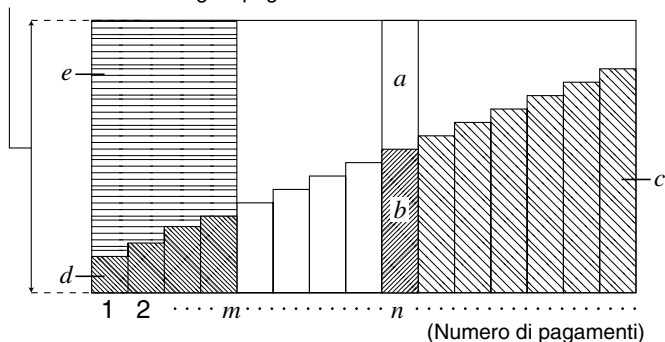 e
a
b
c
d
1 2 · · · · · m · · · · · · · · · · · · · n · · · · · · · · · · · · · · · · · · ·
(Numero di pagamenti)